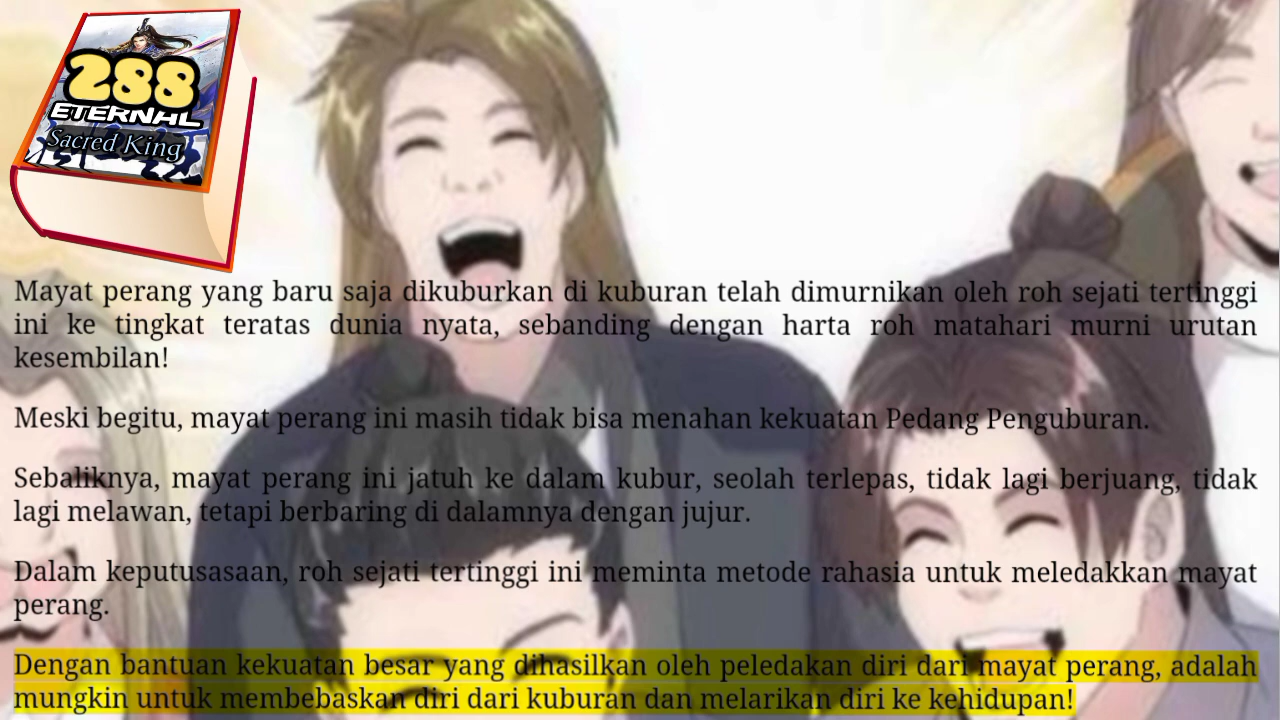 288
ETERNAL
Sacred King
Mayat perang yang baru saja dikuburkan di kuburan telah dimurnikan oleh roh sejati tertinggi
ini ke tingkat teratas dunia nyata, sebanding dengan harta roh matahari murni urutan
kesembilan!
Meski begitu, mayat perang ini masih tidak bisa menahan kekuatan Pedang Penguburan.
Sebaliknya, mayat perang ini jatuh ke dalam kubur, seolah terlepas, tidak lagi berjuang, tidak
lagi melawan, tetapi berbaring di dalamnya dengan jujur.
Dalam keputusasaan, roh sejati tertinggi ini meminta metode rahasia untuk meledakkan mayat
perang.
Dengan bantuan kekuatan besar yang dihasilkan oleh peledakan diri dari mayat perang, adalah
mungkin untuk membebaskan diri dari kuburan dan melarikan diri ke kehidupan!